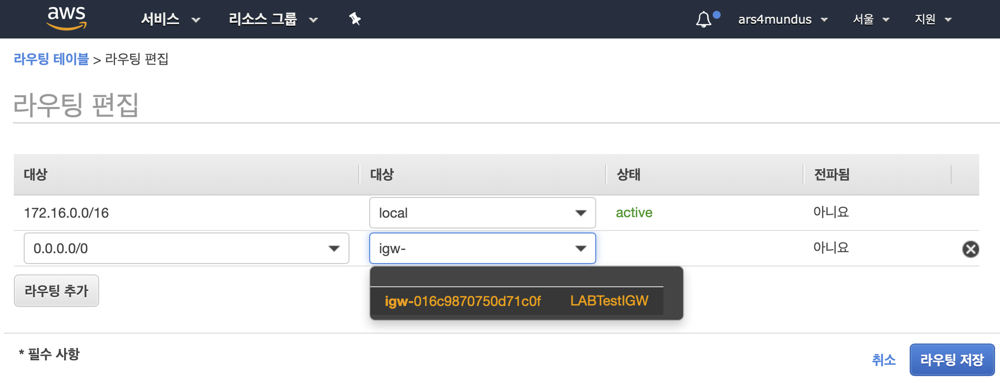 aws 서비스 리소스 그룹 ars4mundus 서울 지원
라우팅 테이블 > 라우팅 편집
라우팅 편집
대상 대상 상태 전파됨
172.16.0.0/16 local active 아니요
0.0.0.0/0 igw- 아니요
igw-016c9870750d71c0f LABTestIGW
라우팅 추가
* 필수 사항
취소 라우팅 저장